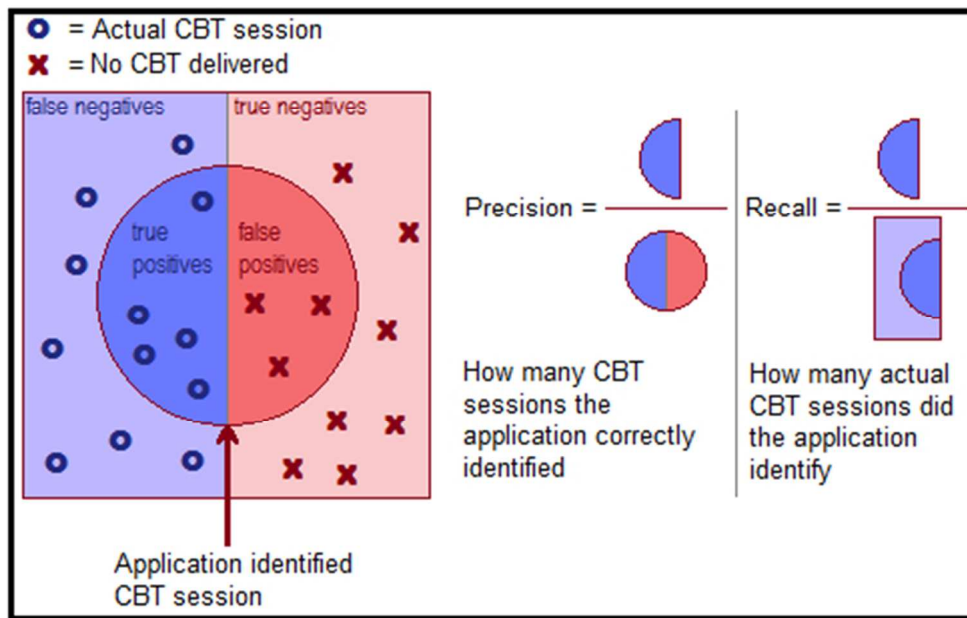 = Actual CBT session
= No CBT delivered
false negatives
true negatives
true
positives
false
positives
Application identified
CBT session
Precision =
How many CBT
sessions the
application correctly
identified
Recall =
How many actual
CBT sessions did
the application
identify